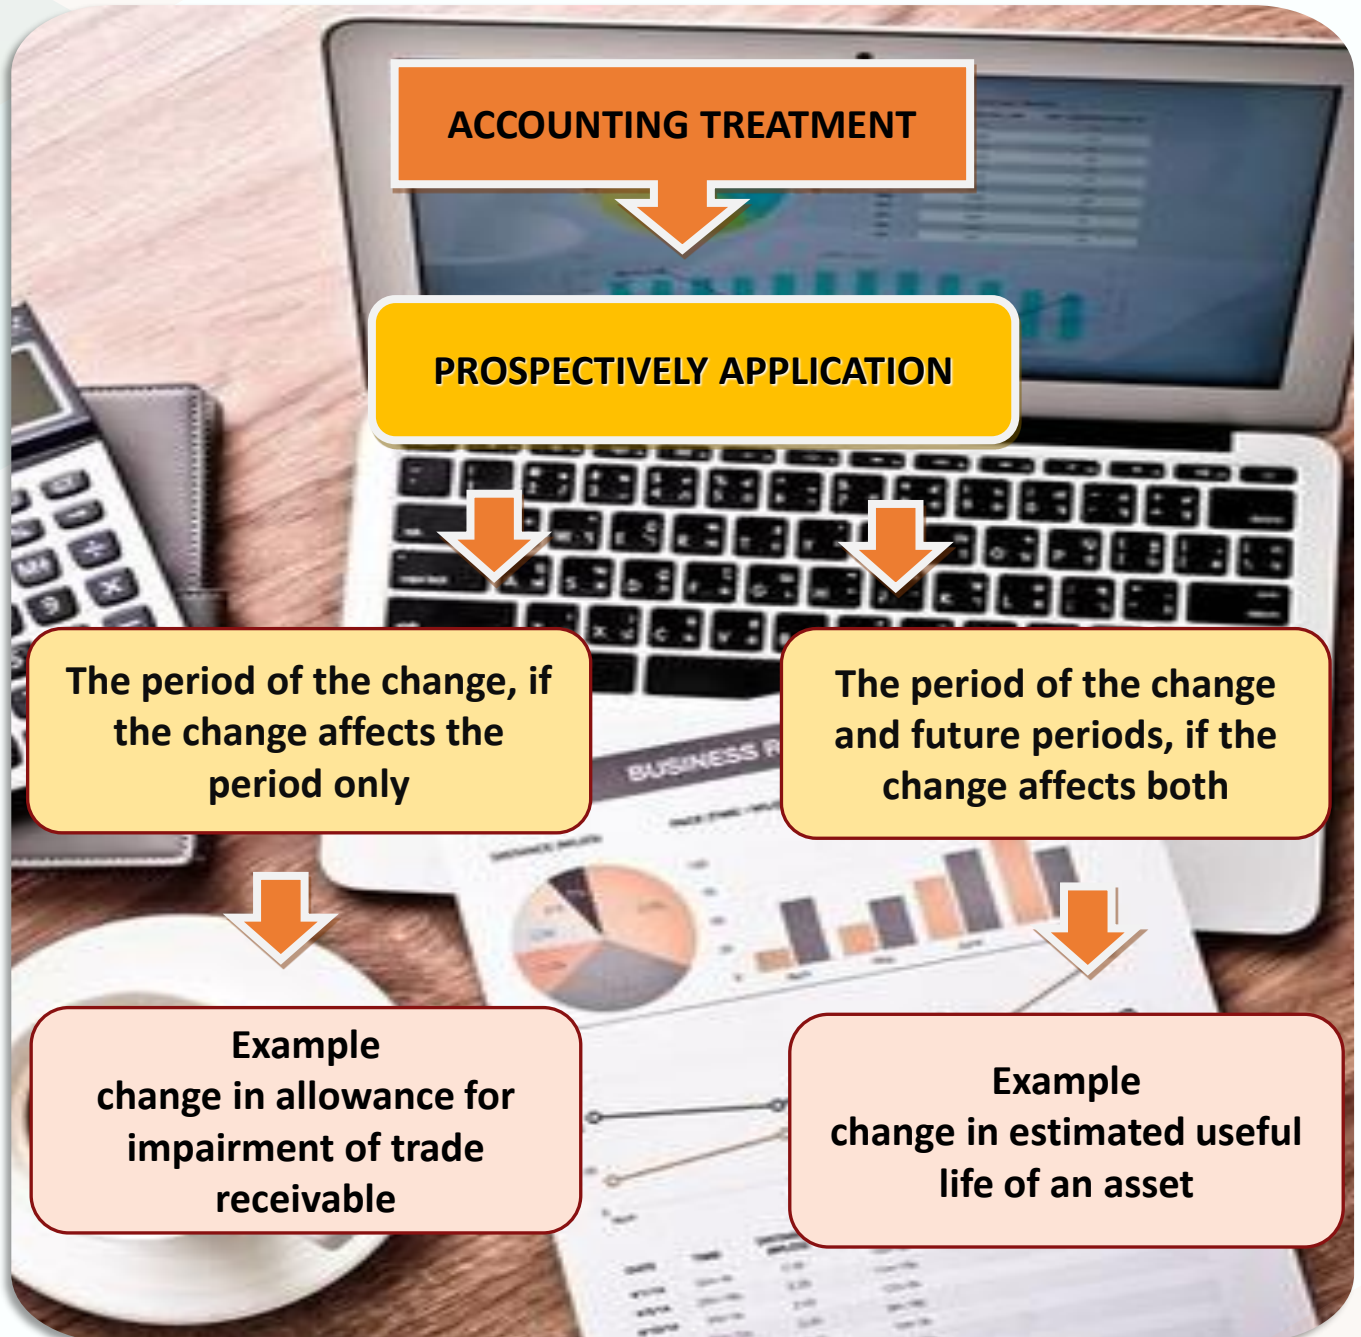 ACCOUNTING TREATMENT
PROSPECTIVELY APPLICATION
The period of the change, if
the change affects the
period only
The period of the change
and future periods, if the
change affects both
BUSINESS R
Example
change in allowance for
impairment of trade
receivable
Example
change in estimated useful
life of an asset